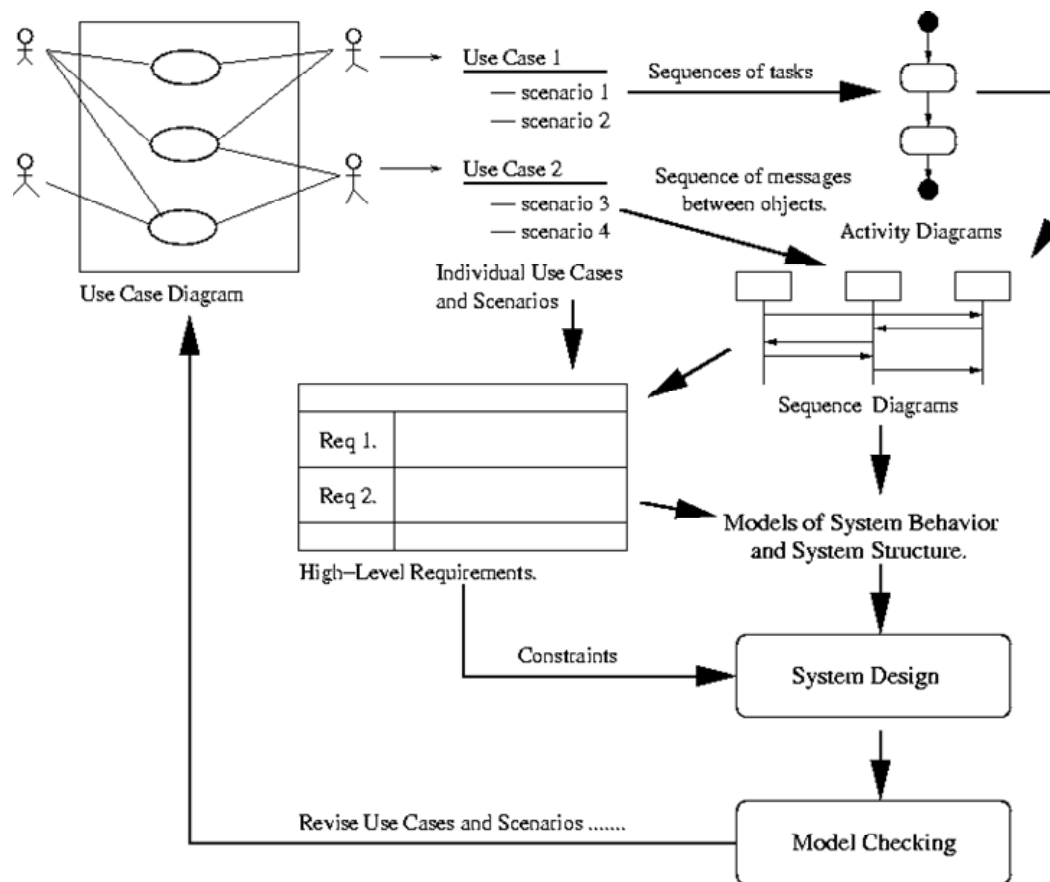 Use Case 1
— scenario 1
— scenario 2
Sequences of tasks
Use Case 2
— scenario 3
— scenario 4
Sequence of messages
between objects.
Activity Diagrams
Use Case Diagram
Individual Use Cases
and Scenarios
Sequence Diagrams
Req 1.
Req 2.
High–Level Requirements.
Models of System Behavior
and System Structure.
Constraints
System Design
Revise Use Cases and Scenarios .......
Model Checking